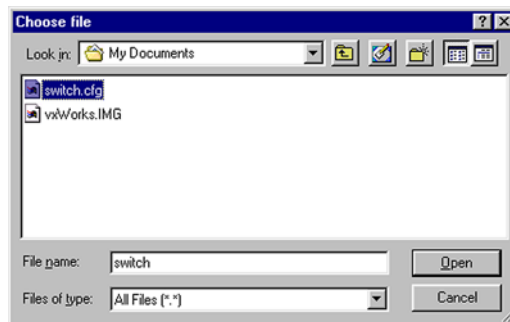 Choose file
Look in: My Documents
switch.cfg
vxWorks.IMG
File name: switch Open
Files of type: All Files (*.*) Cancel